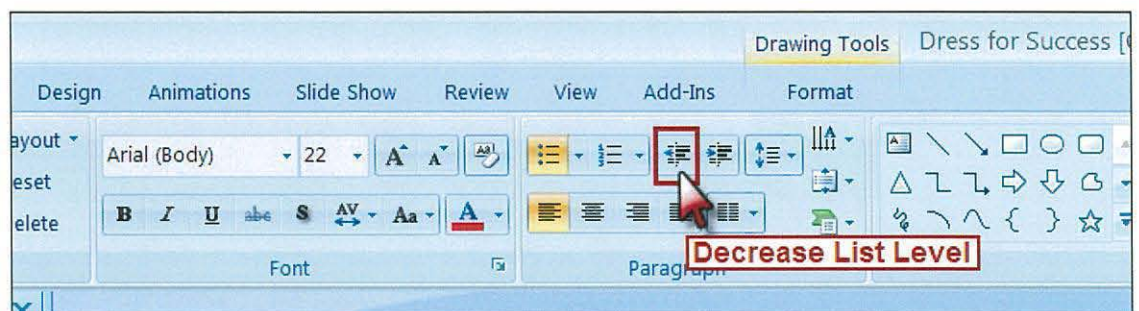 Drawing Tools Dress for Success [
Design Animations Slide Show Review View Add-Ins Format
ayout
Arial (Body) 22 A A Aa
eset
B I U abc S AV Aa A
elete
Decrease List Level
Font Paragraph